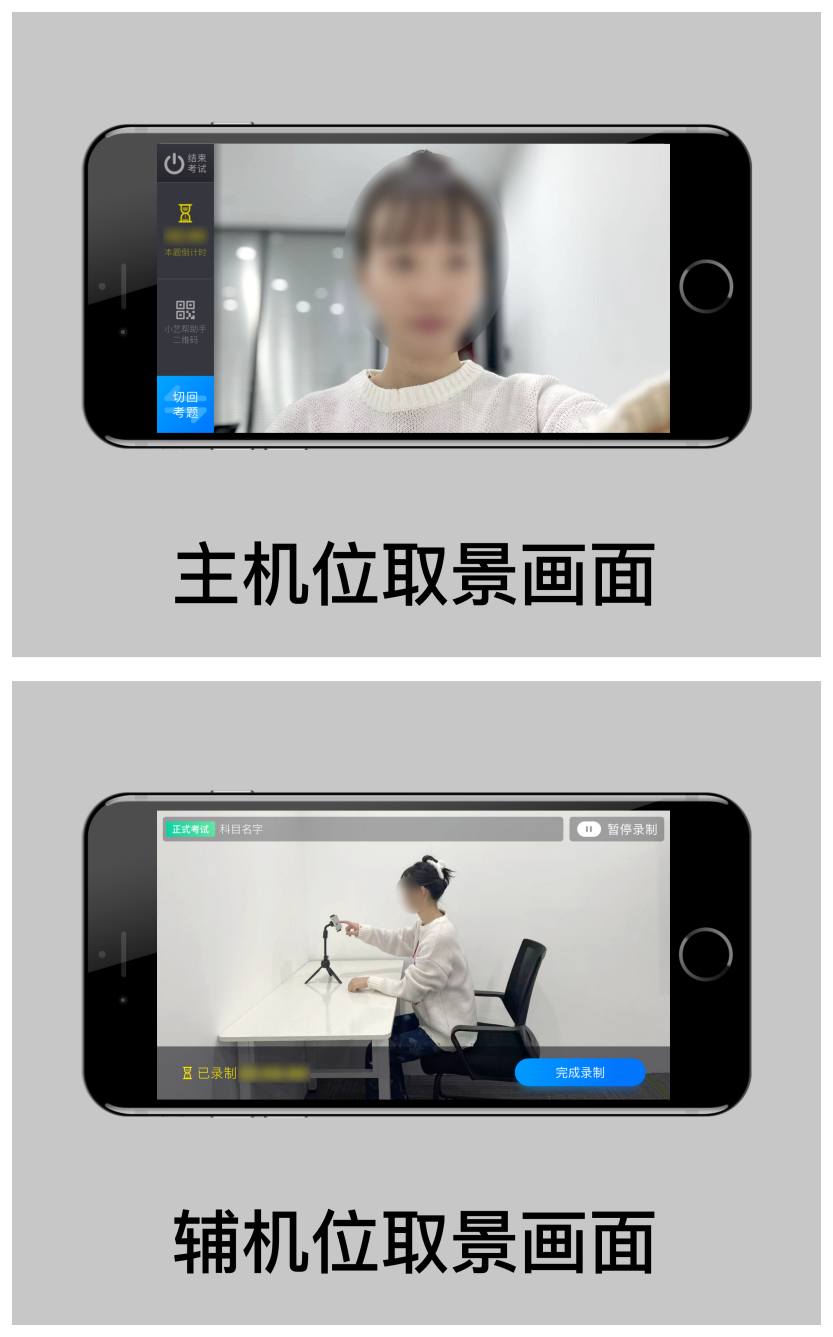 结束
考试
本题倒计时
小艺帮助手
二维码
切回
考题
主机位取景画面
正式考试 科目名字
暂停录制
已录制
完成录制
辅机位取景画面